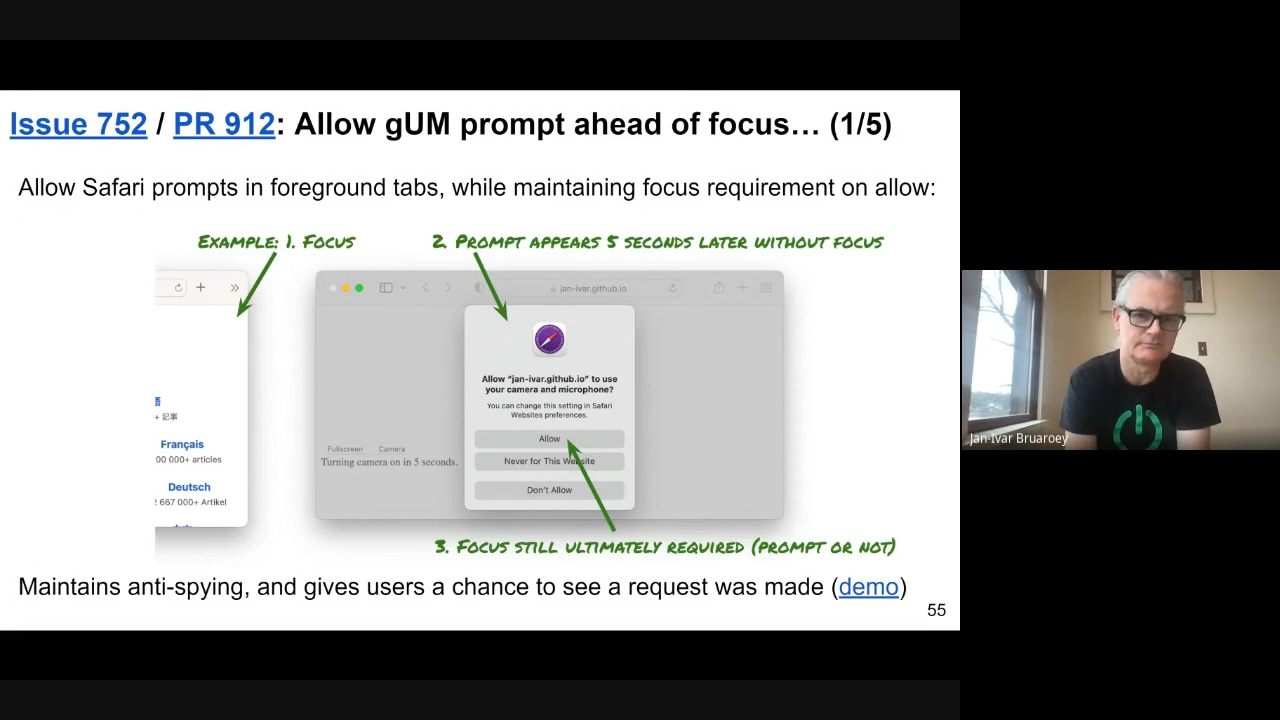 Issue 752 / PR 912: Allow gUM prompt ahead of focus… (1/5)
Allow Safari prompts in foreground tabs, while maintaining focus requirement on allow:
Example: 1. Focus
2. Prompt appears 5 seconds later without focus
jan-ivar.github.io
Allow “jan-ivar.github.io” to use
your camera and microphone?
You can change this setting in Safari
Websites preferences.
Allow
Never for This Website
Don't Allow
語
+ 記事
Français
00 000+ articles
Deutsch
2 667 000+ Artikel
Fullscreen Camera
Turning camera on in 5 seconds.
3. Focus still ultimately required (prompt or not)
Maintains anti-spying, and gives users a chance to see a request was made (demo)
55
Jan-Ivar Bruaroey